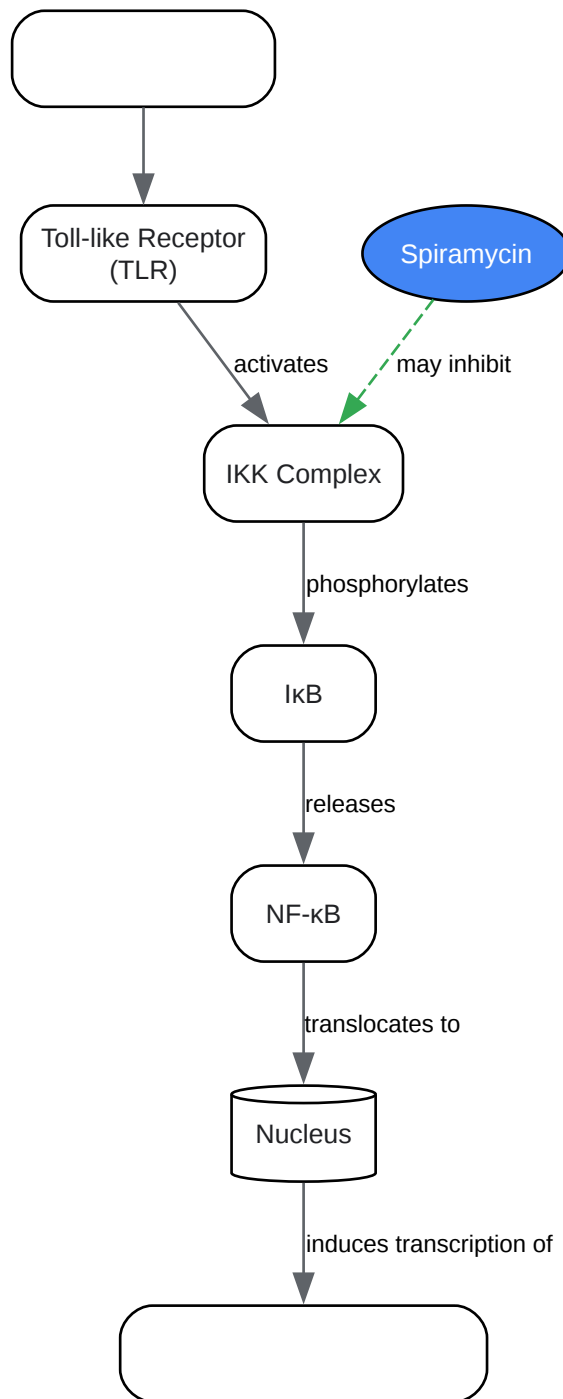 Toll-like Receptor
(TLR)
Spiramycin
activates
may inhibit
IKK Complex
phosphorylates
IκB
releases
NF-κB
translocates to
Nucleus
induces transcription of